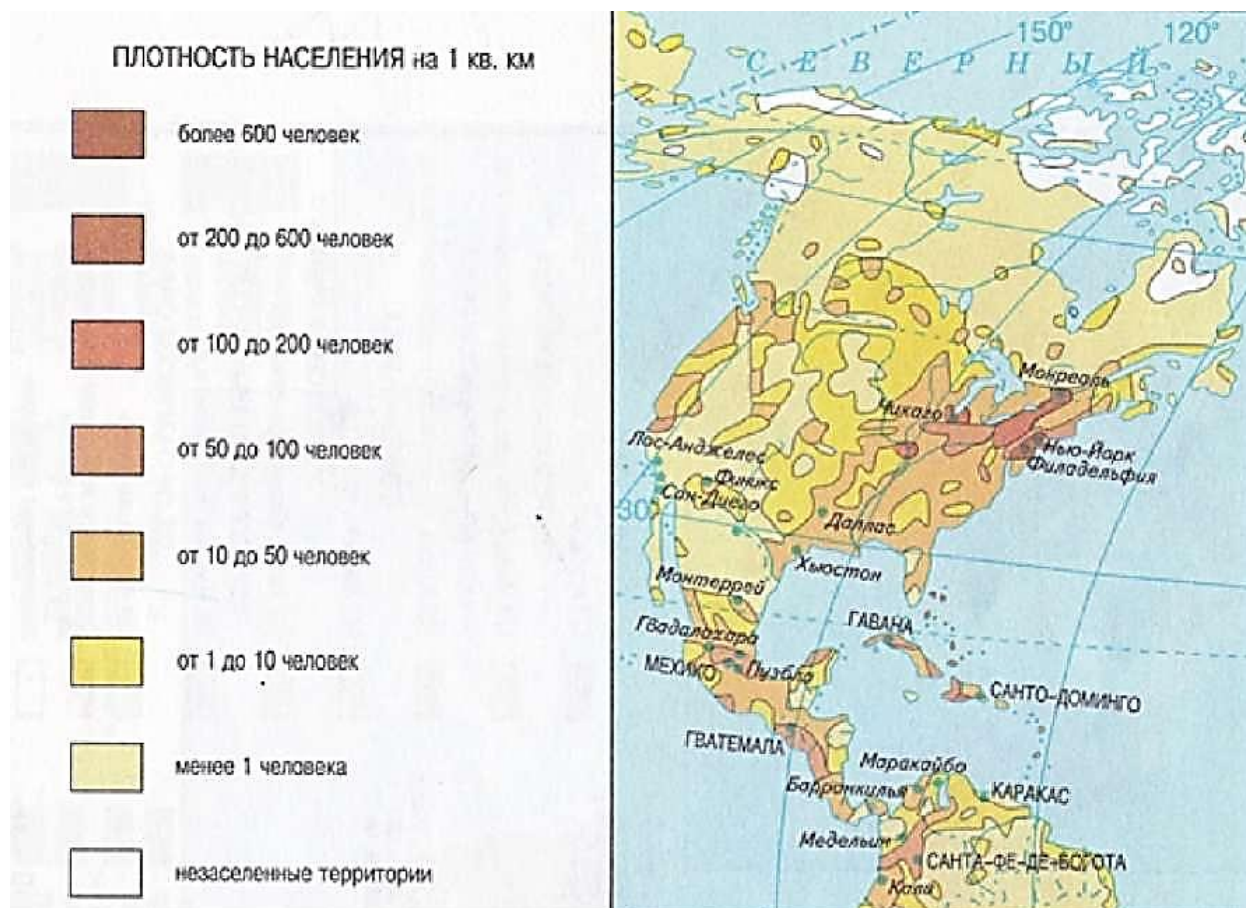 ПЛОТНОСТЬ НАСЕЛЕНИЯ на 1 кв. км
более 600 человек
от 200 до 600 человек
от 100 до 200 человек
от 50 до 100 человек
от 10 до 50 человек
от 1 до 10 человек
менее 1 человека
незаселенные территории
150° 120°
СЕВЕРНЫЙ
Монреаль
Чикаго
Нью-Йорк
Филадельфия
Лос-Анджелес
Финикс
Сан-Диего
30
Даллас
Хьюстон
Монтеррей
Гвадалахара
ГАВАНА
МЕХИКО
Пуэбло
САНТО-ДОМИНГО
ГВАТЕМАЛА
Маракайбо
Барранкилья
КАРАКАС
Медельин
САНТА-ФЕ-ДЕ-БОГОТА
Кали